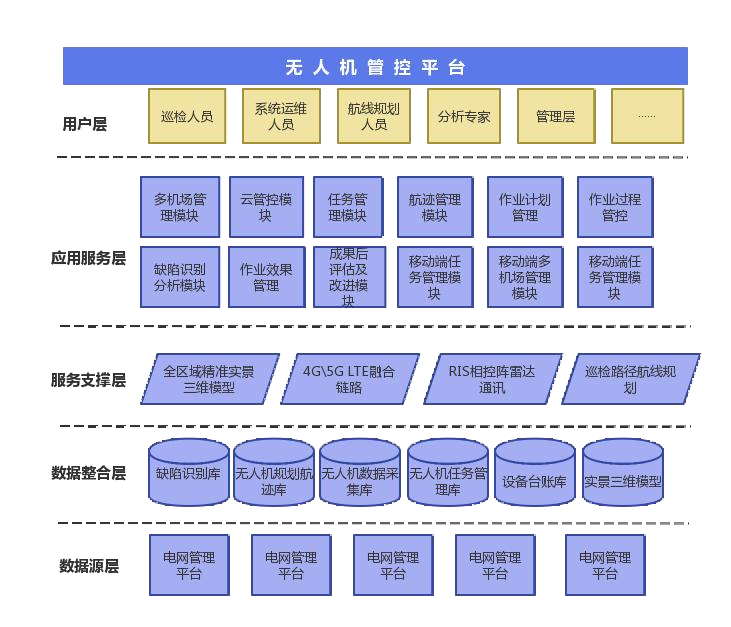 无人机管控平台
用户层
巡检人员
系统运维
人员
航线规划
人员
分析专家
管理层
......
应用服务层
多机场管
理模块
云管控模
块
任务管
理模块
航迹管理
模块
作业计划
管理
作业过程
管控
缺陷识别
分析模块
作业效果
管理
成果后
评估及
改进模
块
移动端任
务管理模
块
移动端多
机场管理
模块
移动端任
务管理模
块
服务支撑层
全区域精准实景
三维模型
4G\5G LTE融合
链路
RIS相控阵雷达
通讯
巡检路径航线规
划
数据整合层
缺陷识别库
无人机规划航
迹库
无人机数据采
集库
无人机任务管
理库
设备台账库
实景三维模型
数据源层
电网管理
平台
电网管理
平台
电网管理
平台
电网管理
平台
电网管理
平台